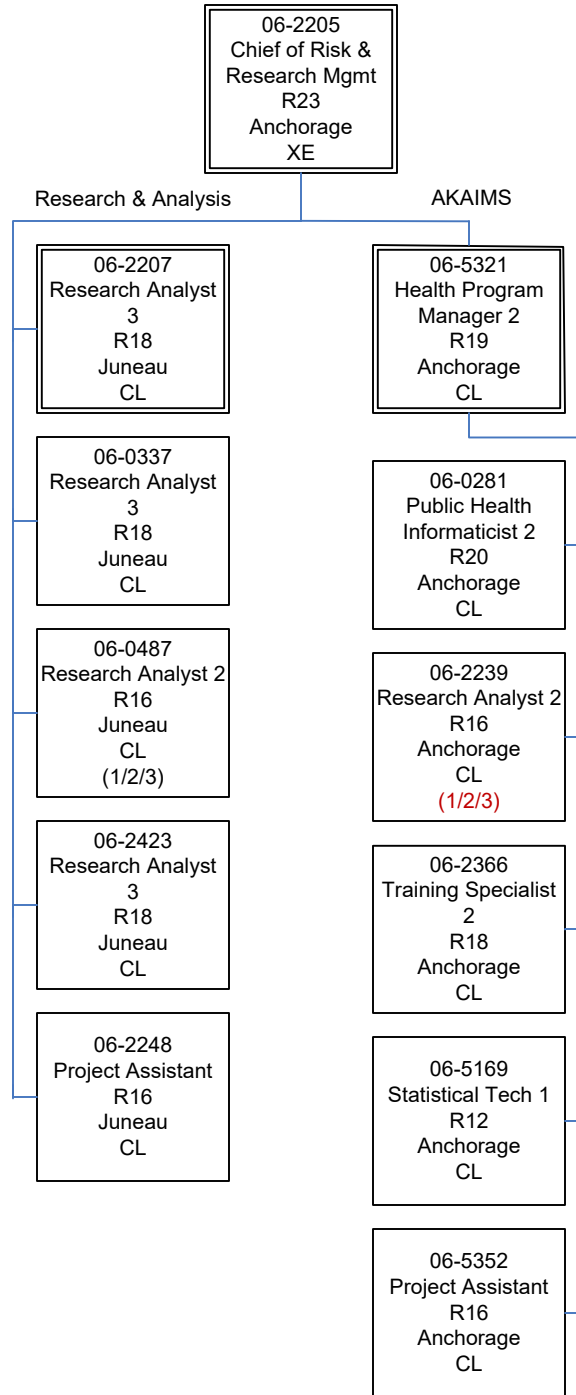 06-2205
Chief of Risk &
Research Mgmt
R23
Anchorage
XE
Research & Analysis
06-2207
Research Analyst
3
R18
Juneau
CL
06-0337
Research Analyst
3
R18
Juneau
CL
06-0487
Research Analyst 2
R16
Juneau
CL
(1/2/3)
06-2423
Research Analyst
3
R18
Juneau
CL
06-2248
Project Assistant
R16
Juneau
CL
AKAIMS
06-5321
Health Program
Manager 2
R19
Anchorage
CL
06-0281
Public Health
Informaticist 2
R20
Anchorage
CL
06-2239
Research Analyst 2
R16
Anchorage
CL
(1/2/3)
06-2366
Training Specialist
2
R18
Anchorage
CL
06-5169
Statistical Tech 1
R12
Anchorage
CL
06-5352
Project Assistant
R16
Anchorage
CL